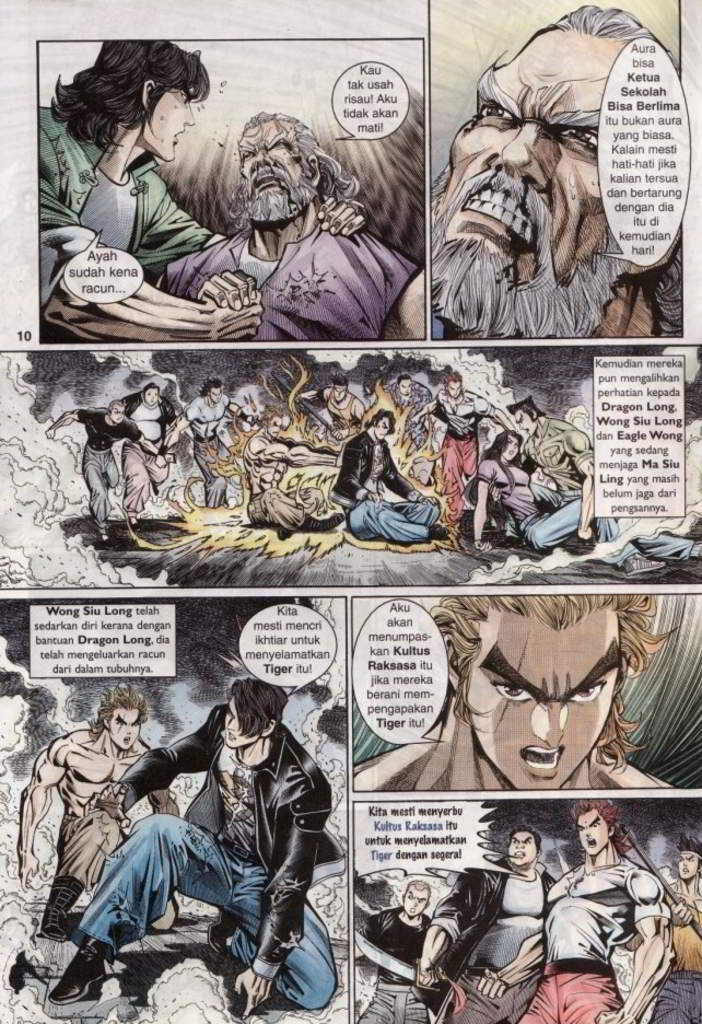 Kau
tak usah
risau! Aku
tidak akan
mati!
Ayah
sudah kena
racun...
Aura
bisa
Ketua
Sekolah
Bisa Berlima
itu bukan aura
yang biasa.
Kalain mesti
hati-hati jika
kalian tersua
dan bertarung
dengan dia
itu di
kemudian
hari!
10
Kemudian mereka
pun mengalihkan
perhatian kepada
Dragon Long,
Wong Siu Long
dan Eagle Wong
yang sedang
menjaga Ma Siu
Ling yang masih
belum jaga dari
pengsannya.
Wong Siu Long telah
sedarkan diri kerana dengan
bantuan Dragon Long, dia
telah mengeluarkan racun
dari dalam tubuhnya.
Kita
mesti mencri
ikhtiar untuk
menyelamatkan
Tiger itu!
Aku
akan
menumpas-
kan Kultus
Raksasa itu
jika mereka
berani mem-
pengapakan
Tiger itu!
Kita mesti menyerbu
Kultus Raksasa itu
untuk menyelamatkan
Tiger dengan segera!